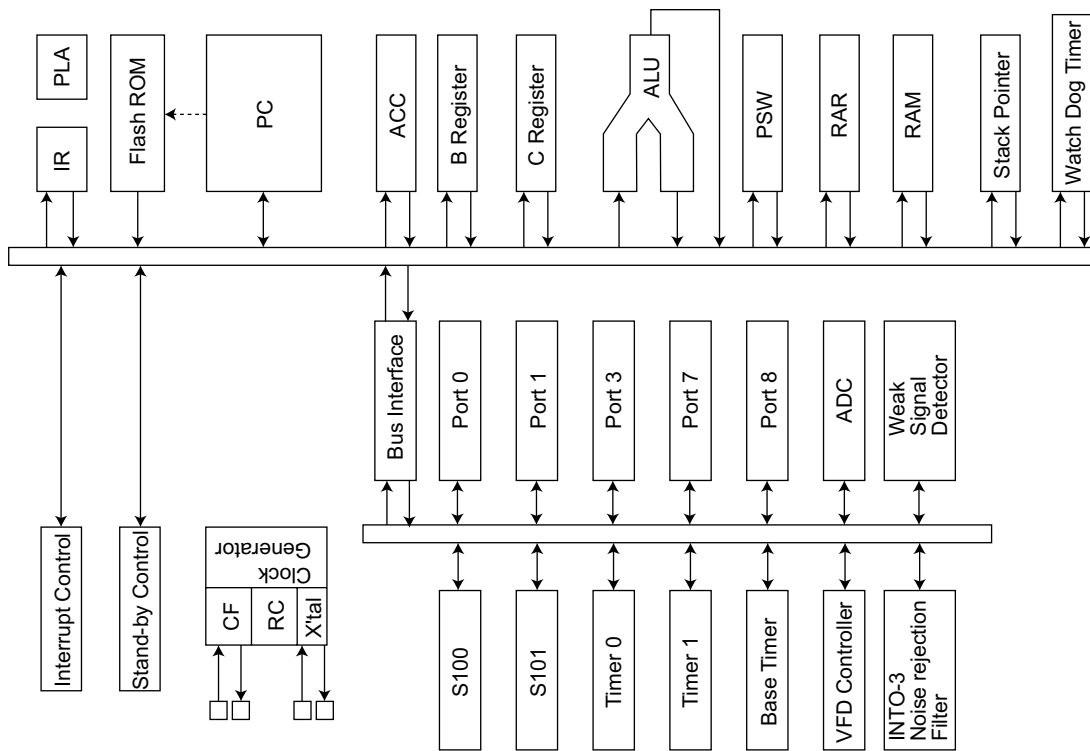 Interrupt Control
IR
PLA
Stand-by Control
Flash ROM
CF
RC
X'tal
Clock
Generator
PC
Bus Interface
ACC
S100
Port 0
B Register
S101
Port 1
C Register
Timer 0
Port 3
ALU
Timer 1
Port 7
Base Timer
Port 8
PSW
VFD Controller
ADC
RAR
INTO-3
Noise rejection
Filter
Weak
Signal
Detector
RAM
Stack Pointer
Watch Dog Timer